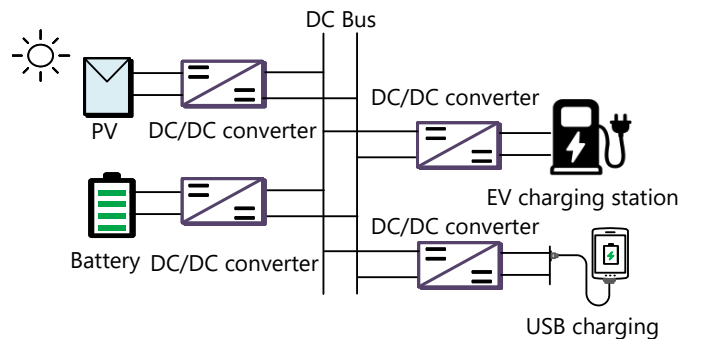 DC Bus
PV
DC/DC converter
DC/DC converter
EV charging station
Battery
DC/DC converter
DC/DC converter
USB charging